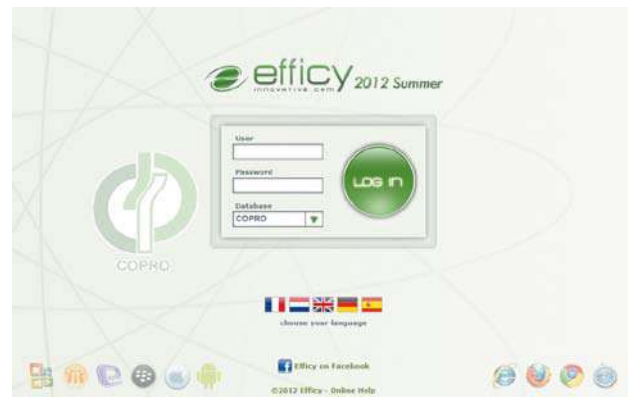 efficy 2012 Summer
innovative crm
User
Password
LOG IN
Database
COPRO
COPRO
choose your language
Efficy on Facebook
©2012 Efficy - Online Help